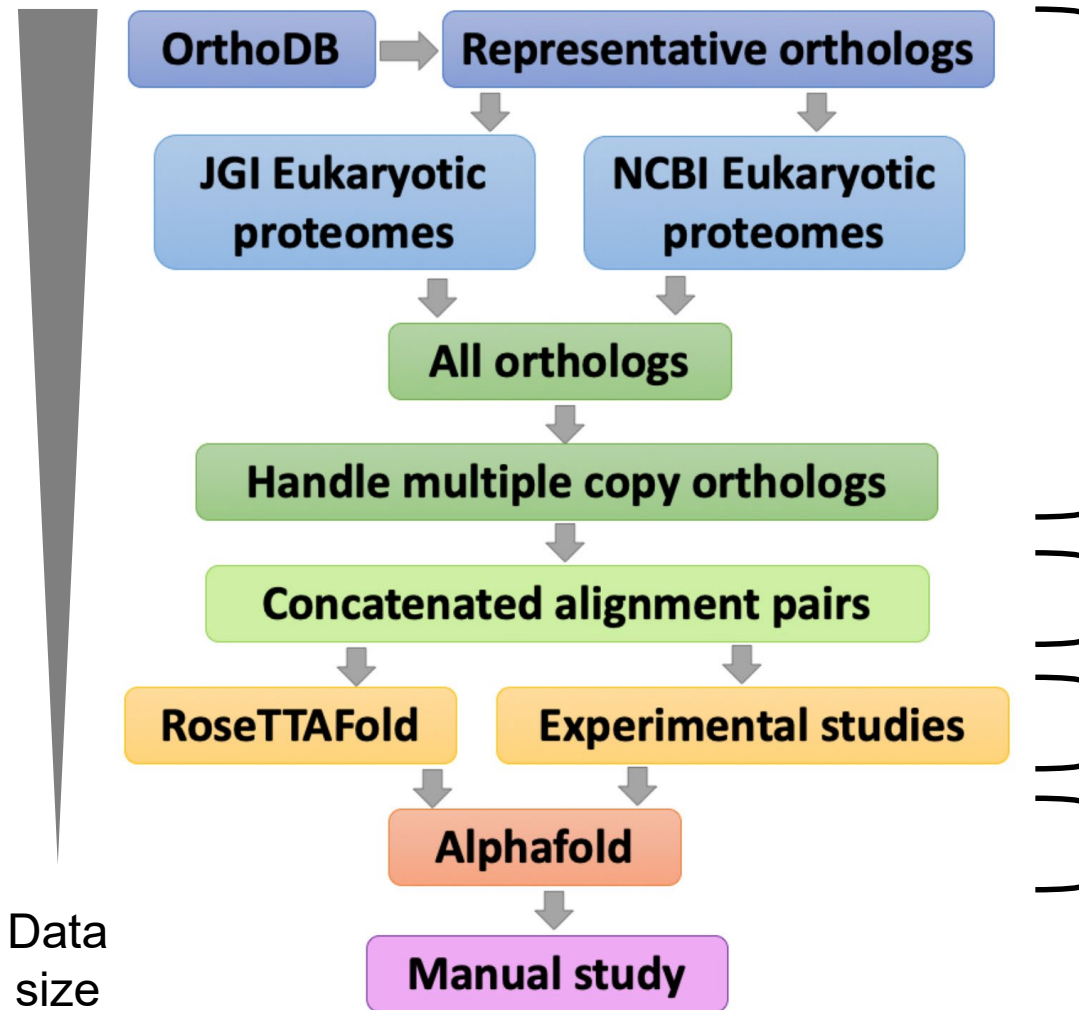 OrthoDB
Representative orthologs
JGI Eukaryotic
proteomes
NCBI Eukaryotic
proteomes
All orthologs
Handle multiple copy orthologs
Concatenated alignment pairs
RoseTTAFold
Experimental studies
Alphafold
Manual study
Data
size